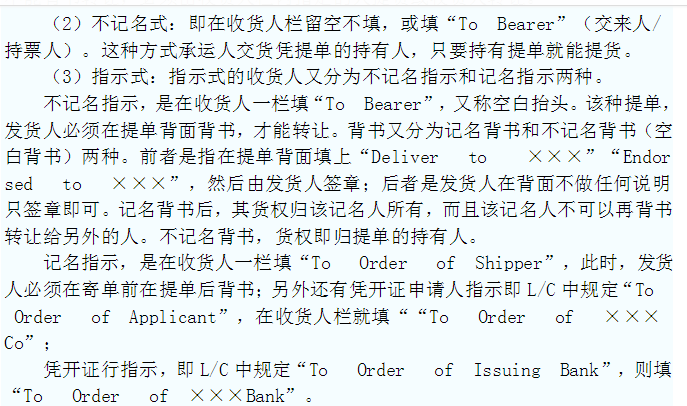 （2）不记名式：即在收货人栏留空不填，或填“To Bearer”（交来人/
持票人）。这种方式承运人交货凭提单的持有人，只要持有提单就能提货。
（3）指示式：指示式的收货人又分为不记名指示和记名指示两种。
不记名指示，是在收货人一栏填“To Bearer”，又称空白抬头。该种提单，
发货人必须在提单背面背书，才能转让。背书又分为记名背书和不记名背书（空
白背书）两种。前者是指在提单背面填上“Deliver to ×××”“Endor
sed to ×××”，然后由发货人签章；后者是发货人在背面不做任何说明
只签章即可。记名背书后，其货权归该记名人所有，而且该记名人不可以再背书
转让给另外的人。不记名背书，货权即归提单的持有人。
记名指示，是在收货人一栏填“To Order of Shipper”，此时，发货
人必须在寄单前在提单后背书；另外还有凭开证申请人指示即L/C中规定“To
Order of Applicant”，在收货人栏就填““To Order of ×××
Co”；
凭开证行指示，即L/C中规定“To Order of Issuing Bank”，则填
“To Order of ×××Bank”。